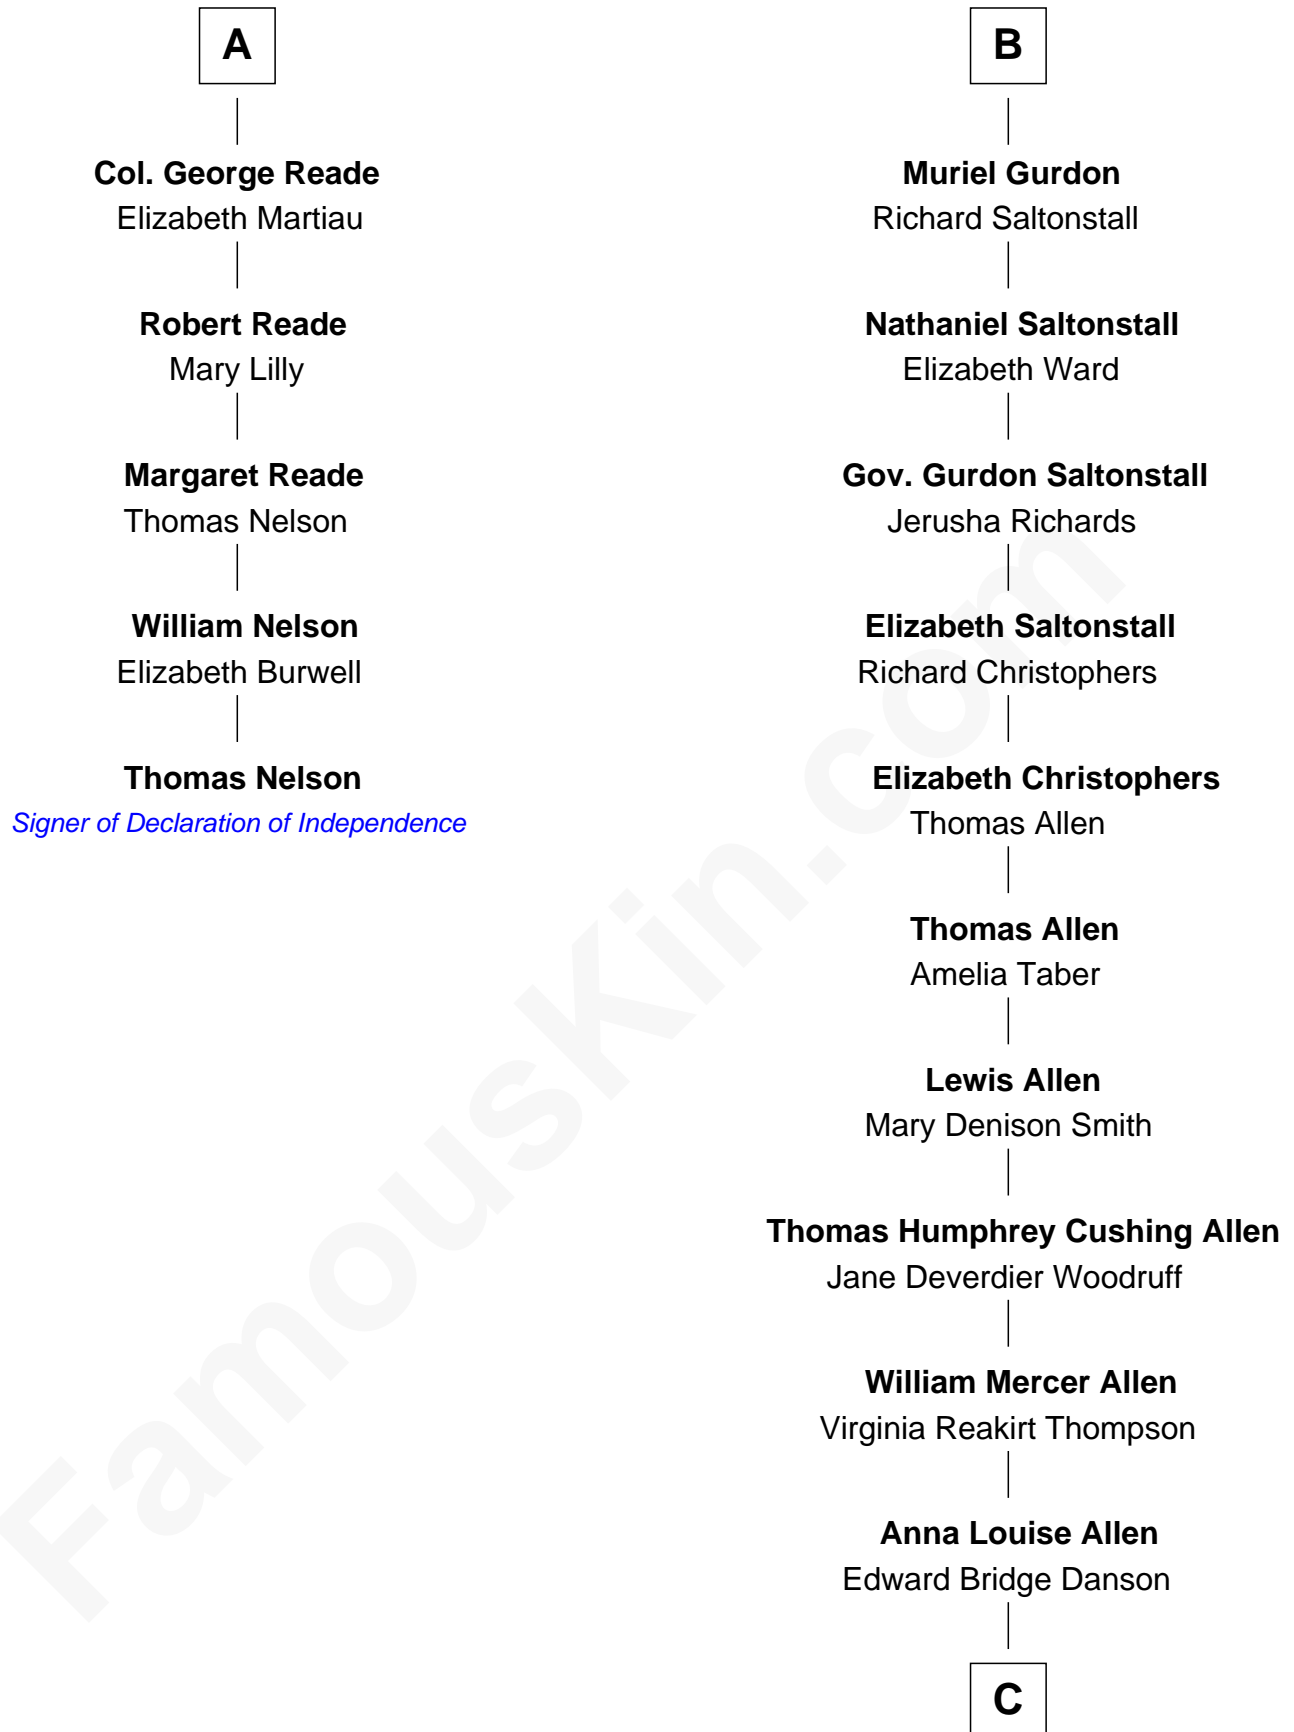 A
Col. George Reade
Elizabeth Martiau
Robert Reade
Mary Lilly
Margaret Reade
Thomas Nelson
William Nelson
Elizabeth Burwell
Thomas Nelson
Signer of Declaration of Independence
B
Muriel Gurdon
Richard Saltonstall
Nathaniel Saltonstall
Elizabeth Ward
Gov. Gurdon Saltonstall
Jerusha Richards
Elizabeth Saltonstall
Richard Christophers
Elizabeth Christophers
Thomas Allen
Thomas Allen
Amelia Taber
Lewis Allen
Mary Denison Smith
Thomas Humphrey Cushing Allen
Jane Deverdier Woodruff
William Mercer Allen
Virginia Reakirt Thompson
Anna Louise Allen
Edward Bridge Danson
C
FamousKin.com